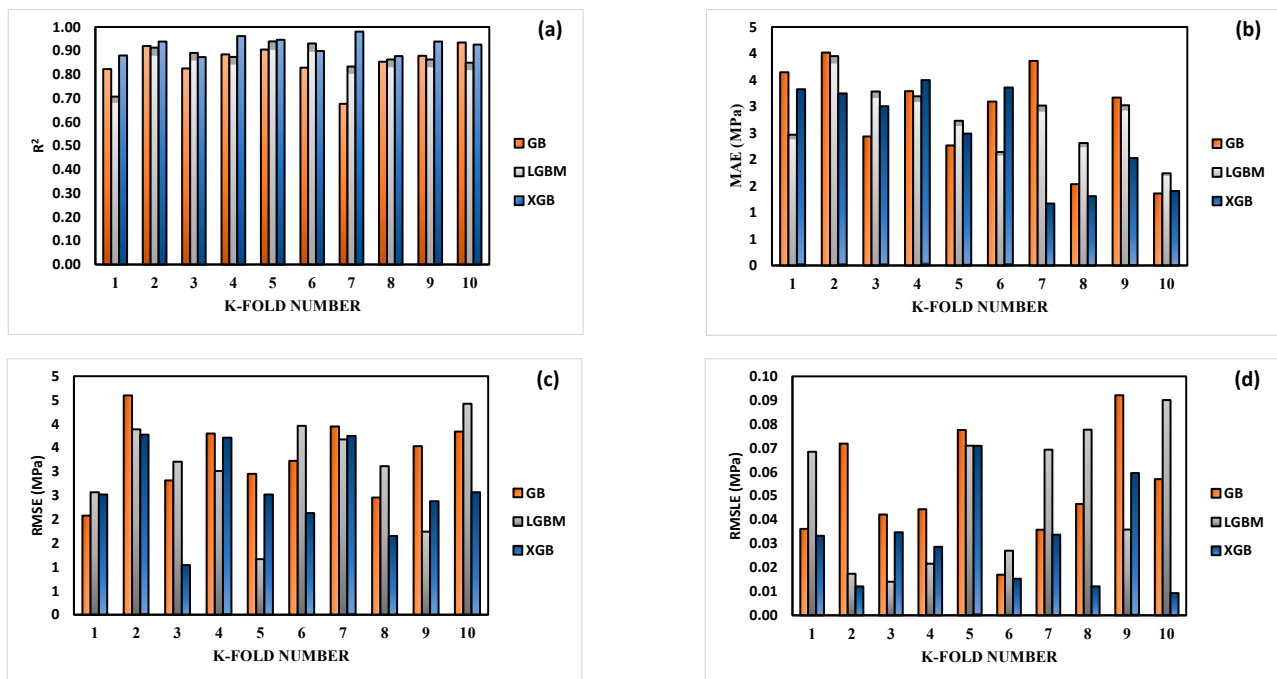 (a)
1.00
0.90
0.80
0.70
0.60
0.50
0.40
0.30
0.20
0.10
0.00
R²
1 2 3 4 5 6 7 8 9 10
K-FOLD NUMBER
GB
LGBM
XGB
(b)
5
4
4
3
3
2
2
1
1
0
MAE (MPa)
1 2 3 4 5 6 7 8 9 10
K-FOLD NUMBER
GB
LGBM
XGB
(c)
5
5
4
4
3
3
2
2
1
1
0
RMSE (MPa)
1 2 3 4 5 6 7 8 9 10
K-FOLD NUMBER
GB
LGBM
XGB
(d)
0.10
0.09
0.08
0.07
0.06
0.05
0.04
0.03
0.02
0.01
0.00
RMSLE (MPa)
1 2 3 4 5 6 7 8 9 10
K-FOLD NUMBER
GB
LGBM
XGB